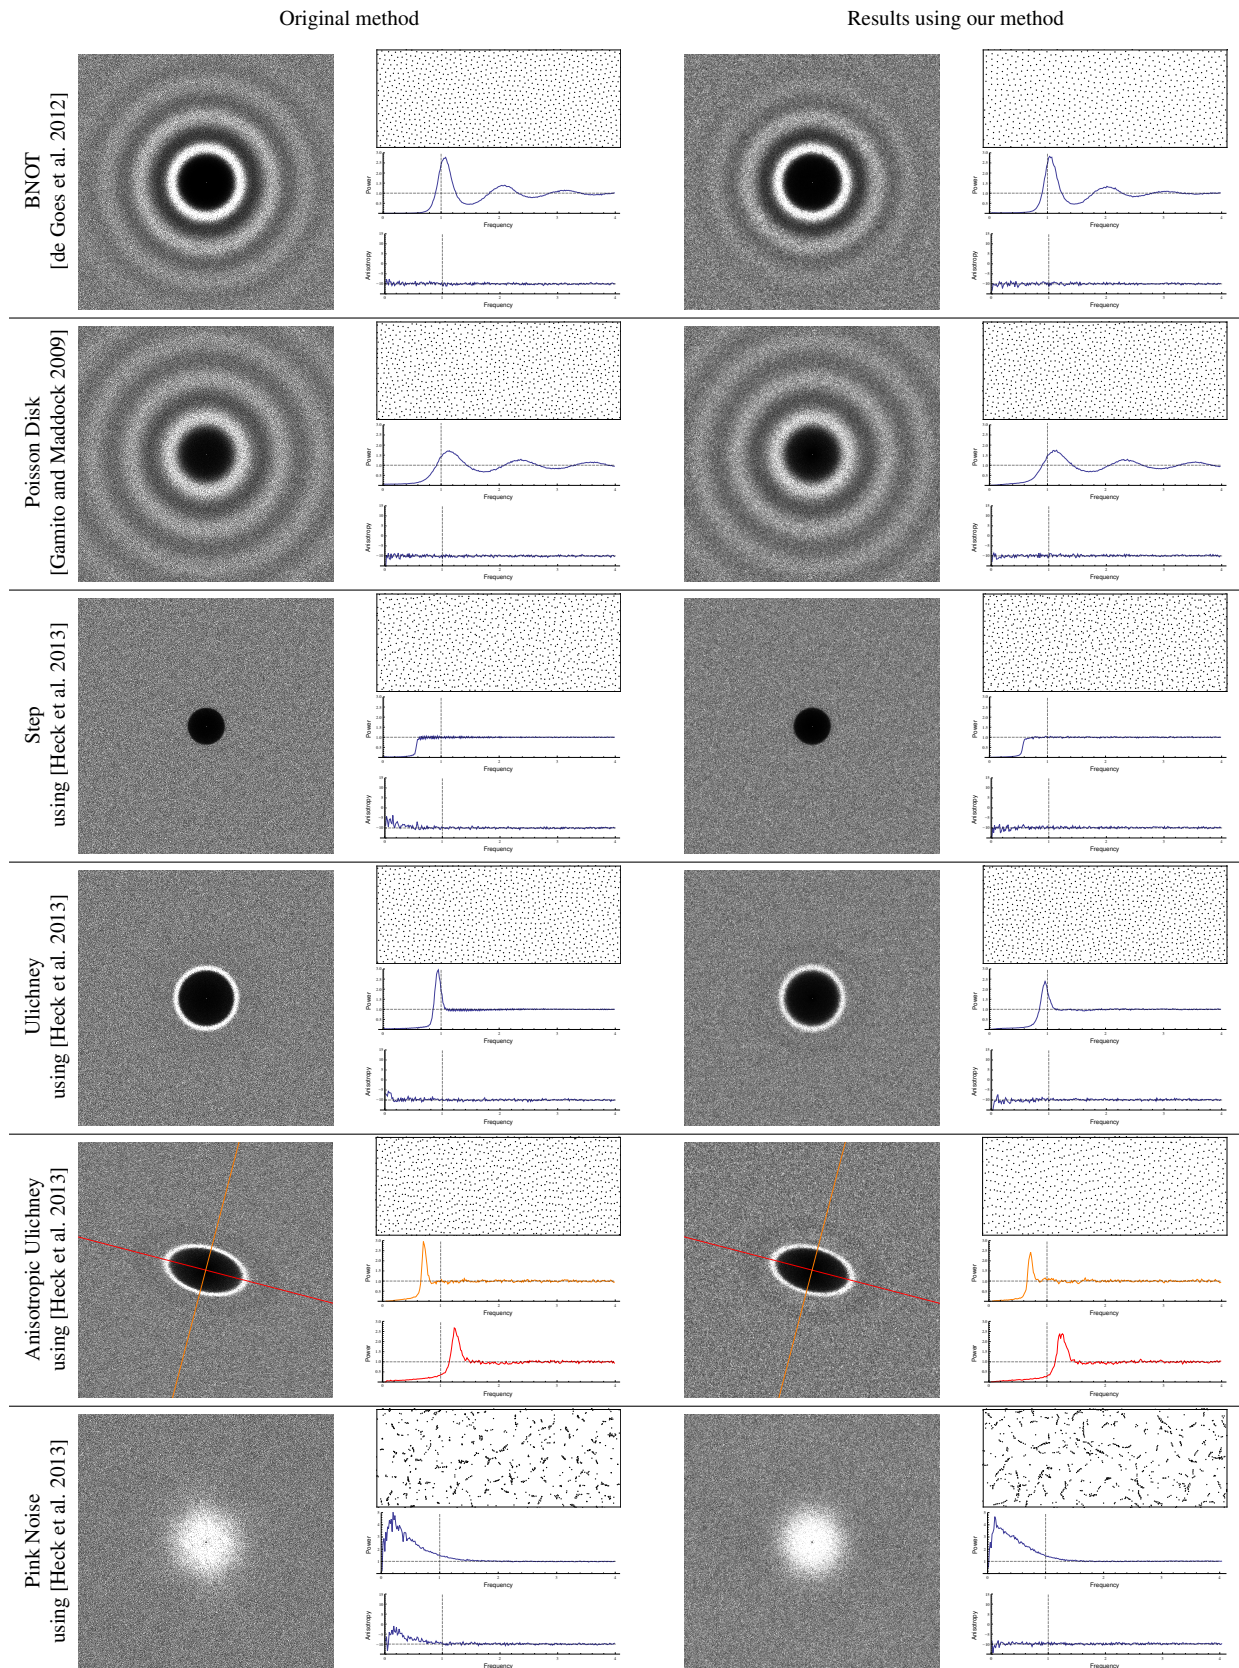 Original method
Results using our method
BNOT
[de Goes et al. 2012]
Power
Frequency
Anisotropy
Frequency
Power
Frequency
Anisotropy
Frequency
Poisson Disk
[Gamito and Maddock 2009]
Power
Frequency
Anisotropy
Frequency
Power
Frequency
Anisotropy
Frequency
Step
using [Heck et al. 2013]
Power
Frequency
Anisotropy
Frequency
Power
Frequency
Anisotropy
Frequency
Ulichney
using [Heck et al. 2013]
Power
Frequency
Anisotropy
Frequency
Power
Frequency
Anisotropy
Frequency
Anisotropic Ulichney
using [Heck et al. 2013]
Power
Frequency
Power
Frequency
Power
Frequency
Power
Frequency
Pink Noise
using [Heck et al. 2013]
Power
Frequency
Anisotropy
Frequency
Power
Frequency
Anisotropy
Frequency